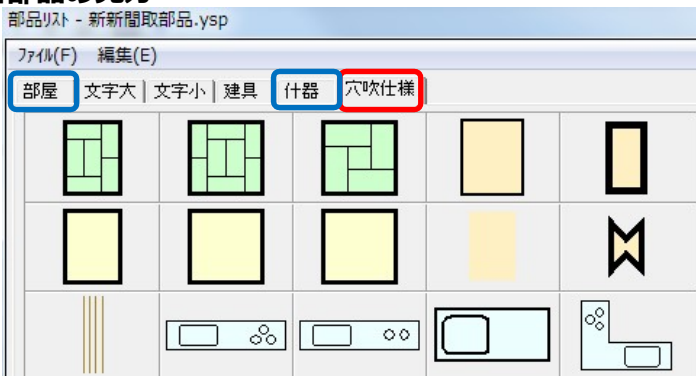 部品リスト - 新新間取部品.ysp
ファイル(F) 編集(E)
部屋 文字大 文字小 建具 什器 穴吹仕様